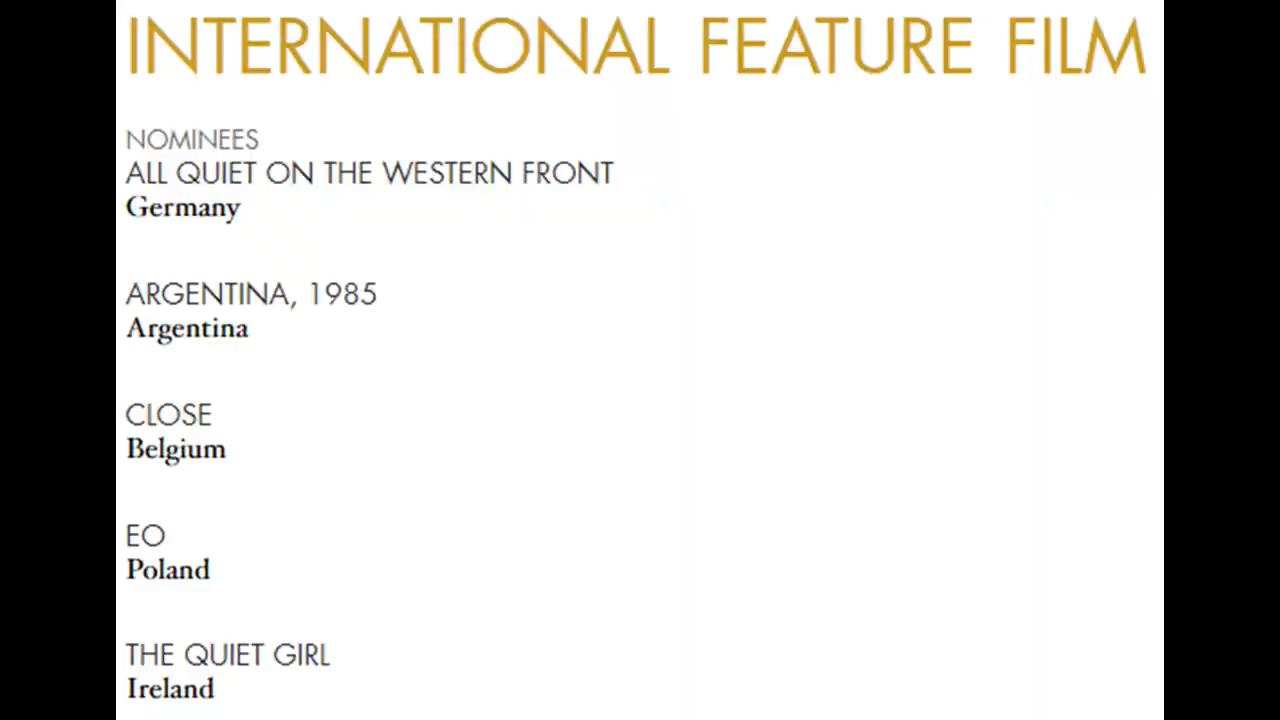 INTERNATIONAL FEATURE FILM
NOMINEES
ALL QUIET ON THE WESTERN FRONT
Germany
ARGENTINA, 1985
Argentina
CLOSE
Belgium
EO
Poland
THE QUIET GIRL
Ireland